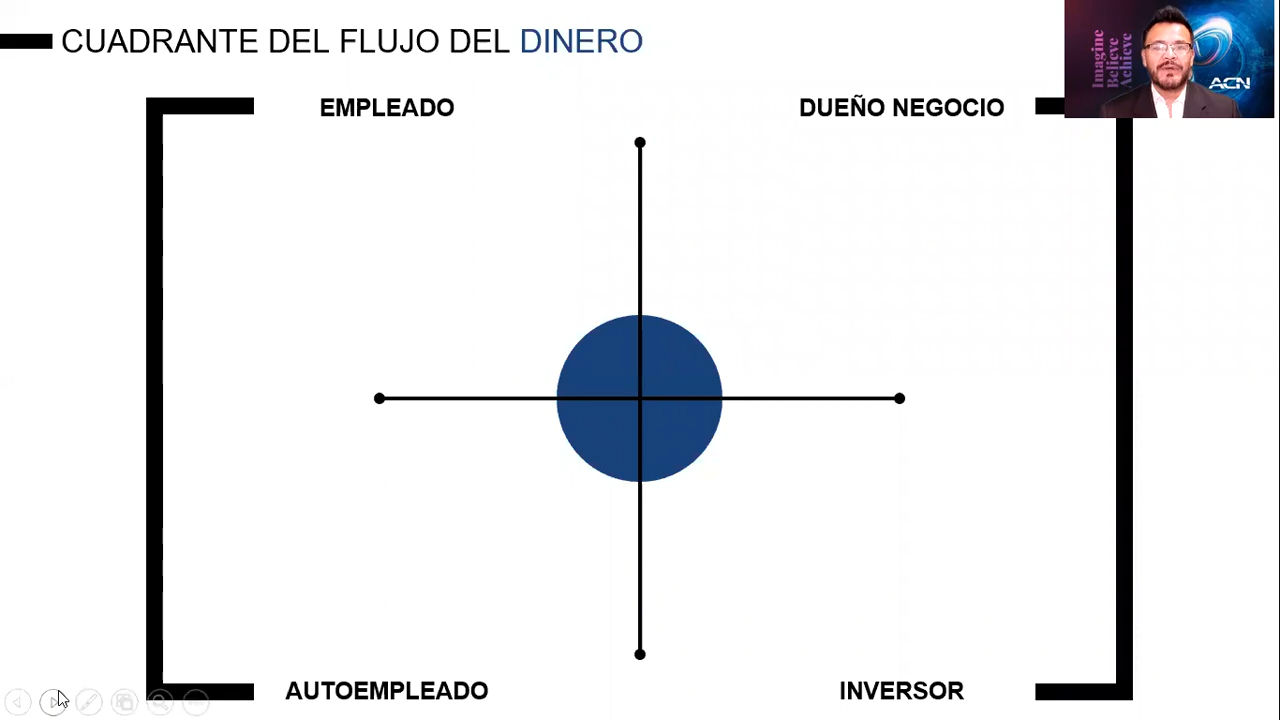 CUADRANTE DEL FLUJO DEL DINERO
Imagine
Believe
Achieve
ACN
EMPLEADO
DUEÑO NEGOCIO
AUTOEMPLEADO
INVERSOR